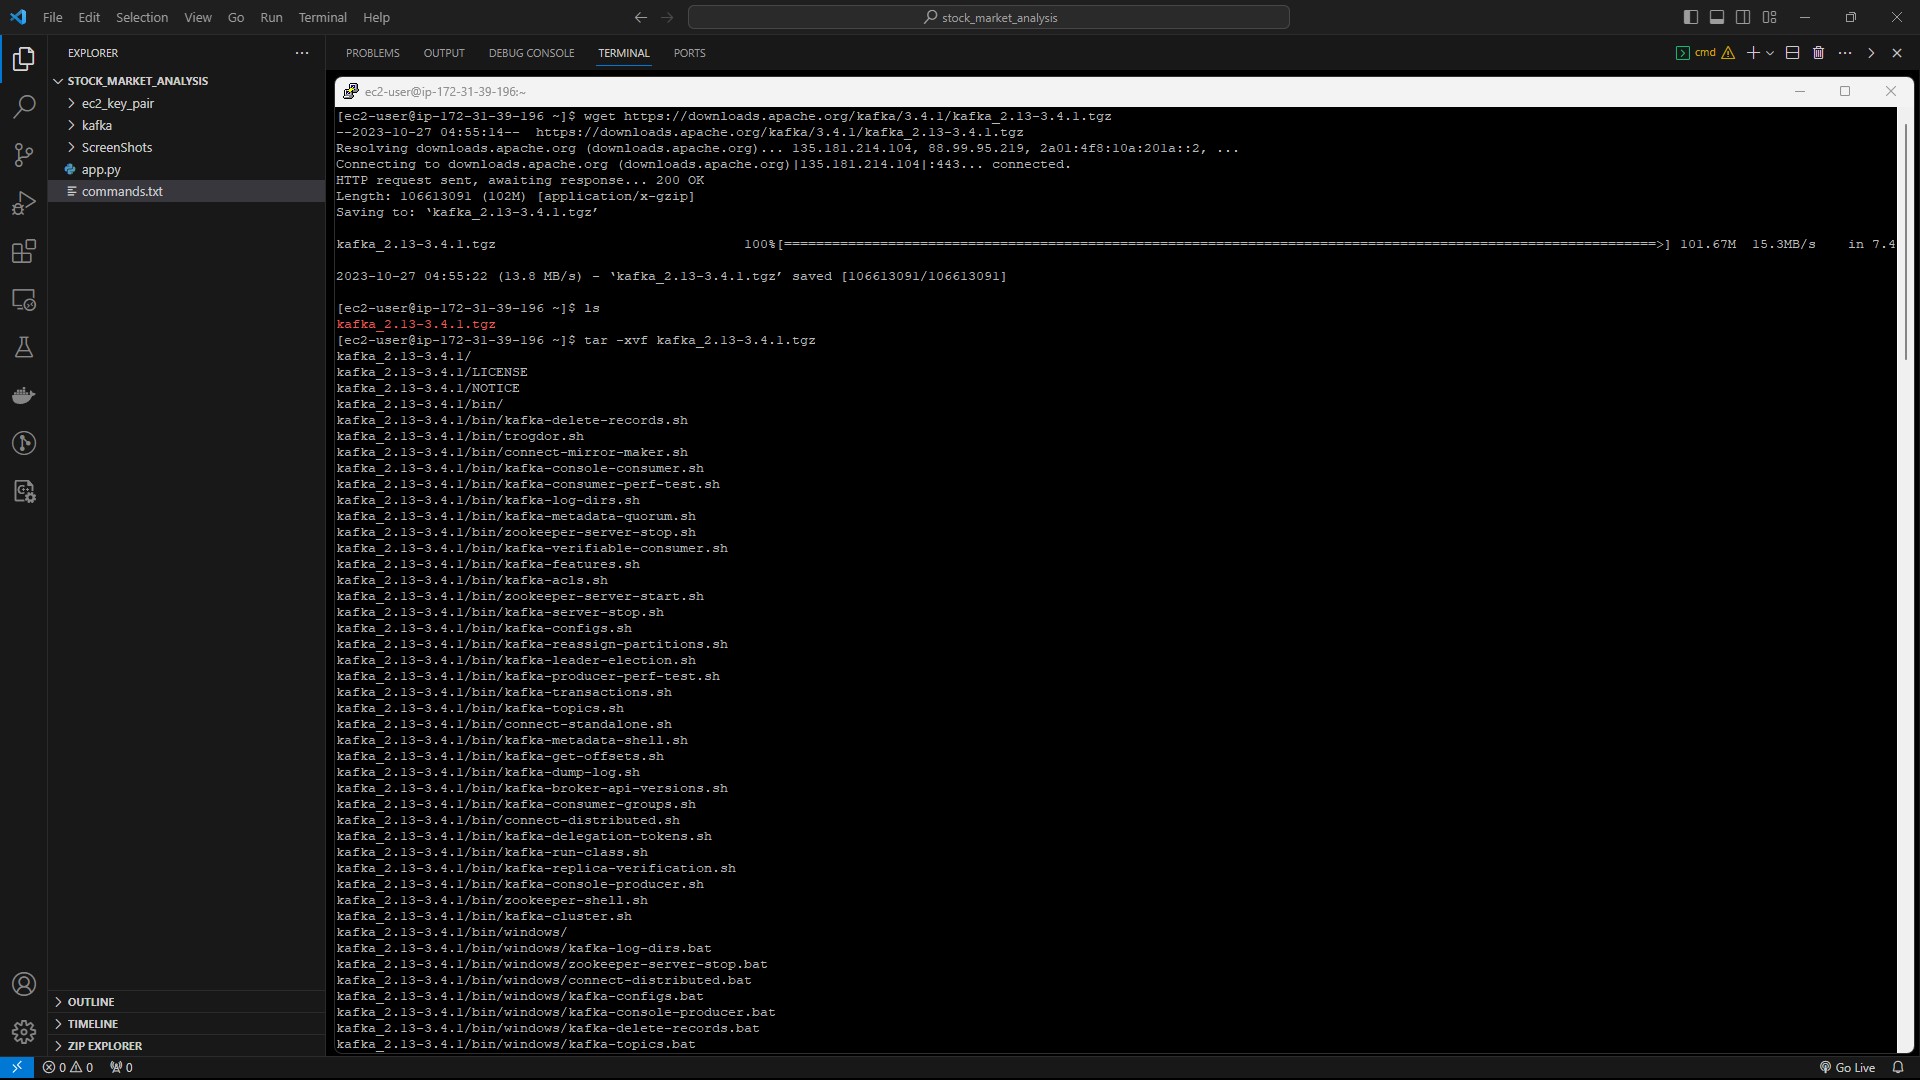 File Edit Selection View Go Run Terminal Help
stock_market_analysis
EXPLORER
STOCK_MARKET_ANALYSIS
ec2_key_pair
kafka
ScreenShots
app.py
commands.txt
OUTLINE
TIMELINE
ZIP EXPLORER
PROBLEMS OUTPUT DEBUG CONSOLE TERMINAL PORTS
cmd
ec2-user@ip-172-31-39-196:~
[ec2-user@ip-172-31-39-196 ~]$ wget https://downloads.apache.org/kafka/3.4.1/kafka_2.13-3.4.1.tgz
--2023-10-27 04:55:14-- https://downloads.apache.org/kafka/3.4.1/kafka_2.13-3.4.1.tgz
Resolving downloads.apache.org (downloads.apache.org)... 135.181.214.104, 88.99.95.219, 2a01:4f8:10a:201a::2, ...
Connecting to downloads.apache.org (downloads.apache.org)|135.181.214.104|:443... connected.
HTTP request sent, awaiting response... 200 OK
Length: 106613091 (102M) [application/x-gzip]
Saving to: ‘kafka_2.13-3.4.1.tgz’
kafka_2.13-3.4.1.tgz 100%[=============================================================================================================>] 101.67M 15.3MB/s in 7.4
2023-10-27 04:55:22 (13.8 MB/s) - ‘kafka_2.13-3.4.1.tgz’ saved [106613091/106613091]
[ec2-user@ip-172-31-39-196 ~]$ ls
kafka_2.13-3.4.1.tgz
[ec2-user@ip-172-31-39-196 ~]$ tar -xvf kafka_2.13-3.4.1.tgz
kafka_2.13-3.4.1/
kafka_2.13-3.4.1/LICENSE
kafka_2.13-3.4.1/NOTICE
kafka_2.13-3.4.1/bin/
kafka_2.13-3.4.1/bin/kafka-delete-records.sh
kafka_2.13-3.4.1/bin/trogdor.sh
kafka_2.13-3.4.1/bin/connect-mirror-maker.sh
kafka_2.13-3.4.1/bin/kafka-console-consumer.sh
kafka_2.13-3.4.1/bin/kafka-consumer-perf-test.sh
kafka_2.13-3.4.1/bin/kafka-log-dirs.sh
kafka_2.13-3.4.1/bin/kafka-metadata-quorum.sh
kafka_2.13-3.4.1/bin/zookeeper-server-stop.sh
kafka_2.13-3.4.1/bin/kafka-verifiable-consumer.sh
kafka_2.13-3.4.1/bin/kafka-features.sh
kafka_2.13-3.4.1/bin/kafka-acls.sh
kafka_2.13-3.4.1/bin/zookeeper-server-start.sh
kafka_2.13-3.4.1/bin/kafka-server-stop.sh
kafka_2.13-3.4.1/bin/kafka-configs.sh
kafka_2.13-3.4.1/bin/kafka-reassign-partitions.sh
kafka_2.13-3.4.1/bin/kafka-leader-election.sh
kafka_2.13-3.4.1/bin/kafka-producer-perf-test.sh
kafka_2.13-3.4.1/bin/kafka-transactions.sh
kafka_2.13-3.4.1/bin/kafka-topics.sh
kafka_2.13-3.4.1/bin/connect-standalone.sh
kafka_2.13-3.4.1/bin/kafka-metadata-shell.sh
kafka_2.13-3.4.1/bin/kafka-get-offsets.sh
kafka_2.13-3.4.1/bin/kafka-dump-log.sh
kafka_2.13-3.4.1/bin/kafka-broker-api-versions.sh
kafka_2.13-3.4.1/bin/kafka-consumer-groups.sh
kafka_2.13-3.4.1/bin/connect-distributed.sh
kafka_2.13-3.4.1/bin/kafka-delegation-tokens.sh
kafka_2.13-3.4.1/bin/kafka-run-class.sh
kafka_2.13-3.4.1/bin/kafka-replica-verification.sh
kafka_2.13-3.4.1/bin/kafka-console-producer.sh
kafka_2.13-3.4.1/bin/zookeeper-shell.sh
kafka_2.13-3.4.1/bin/kafka-cluster.sh
kafka_2.13-3.4.1/bin/windows/
kafka_2.13-3.4.1/bin/windows/kafka-log-dirs.bat
kafka_2.13-3.4.1/bin/windows/zookeeper-server-stop.bat
kafka_2.13-3.4.1/bin/windows/connect-distributed.bat
kafka_2.13-3.4.1/bin/windows/kafka-configs.bat
kafka_2.13-3.4.1/bin/windows/kafka-console-producer.bat
kafka_2.13-3.4.1/bin/windows/kafka-delete-records.bat
kafka_2.13-3.4.1/bin/windows/kafka-topics.bat
0 0 0 Go Live